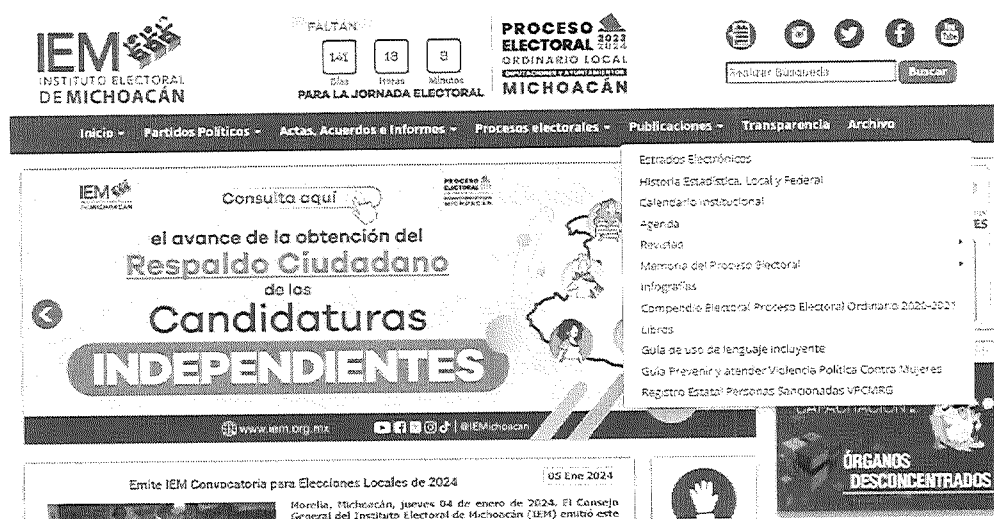 IEM
INSTITUTO ELECTORAL
DE MICHOACÁN
FALTAN
141 13 3
Días Horas Minutos
PARA LA JORNADA ELECTORAL
PROCESO
ELECTORAL 2023 2024
ORDINARIO LOCAL
MICHOACÁN
You Tube
Realizar Búsqueda Buscar
Inicio Partidos Políticos Actas, Acuerdos e Informes Procesos electorales Publicaciones Transparencia Archivo
Estrados Electrónicos
Historia Estadística, Local y Federal
Calendario Institucional
Agenda
Revistas
Memoria del Proceso Electoral
Infografías
Compendio Electoral Proceso Electoral Ordinario 2020-2021
Libros
Guía de uso de lenguaje incluyente
Guía Prevenir y atender Violencia Política Contra Mujeres
Registro Estatal Personas Sancionadas VPCMRG
IEM
Consulta aquí
el avance de la obtención del
Respaldo Ciudadano
de las
Candidaturas
INDEPENDIENTES
www.iem.org.mx
@IEMichoacan
CAPACITACIÓN
ÓRGANOS
DESCONCENTRADOS
Emite IEM Convocatoria para Elecciones Locales de 2024
05 Ene 2024
Morelia, Michoacán, jueves 04 de enero de 2024. El Consejo
General del Instituto Electoral de Michoacán (IEM) emitió este